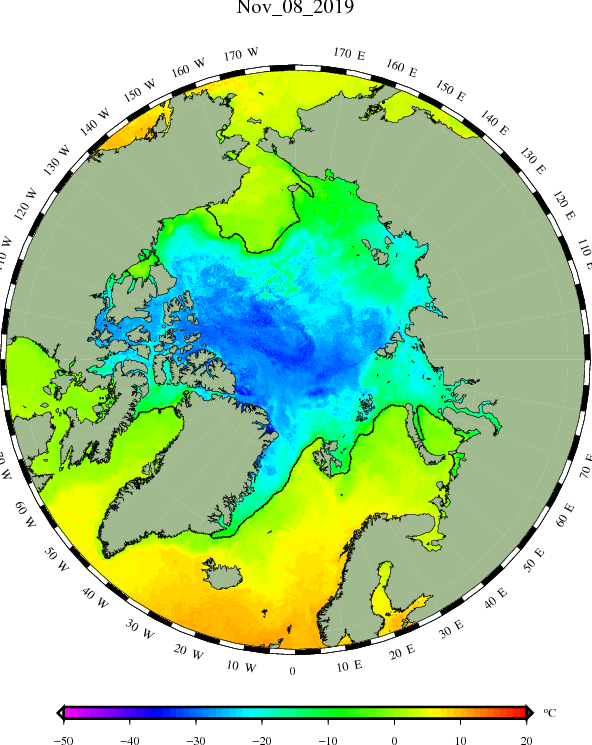 Nov_08_2019
170 W
170 E
160 W
160 E
150 W
150 E
140 W
140 E
130 W
130 E
120 W
120 E
110 E
70 E
60 W
60 E
50 W
50 E
40 W
40 E
30 W
30 E
20 W
20 E
10 W
10 E
0
°C
−50 −40 −30 −20 −10 0 10 20